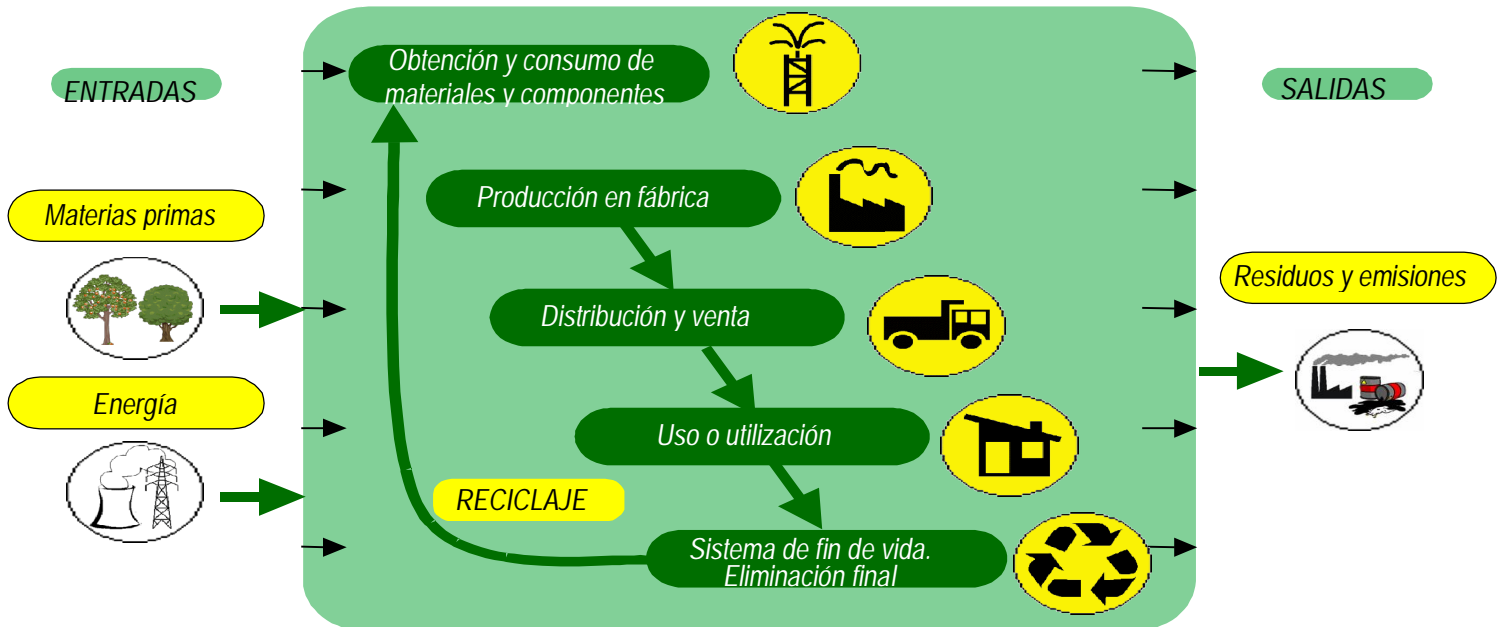 ENTRADAS
Materias primas
Energía
Obtención y consumo de
materiales y componentes
Producción en fábrica
Distribución y venta
Uso o utilización
RECICLAJE
Sistema de fin de vida.
Eliminación final
SALIDAS
Residuos y emisiones